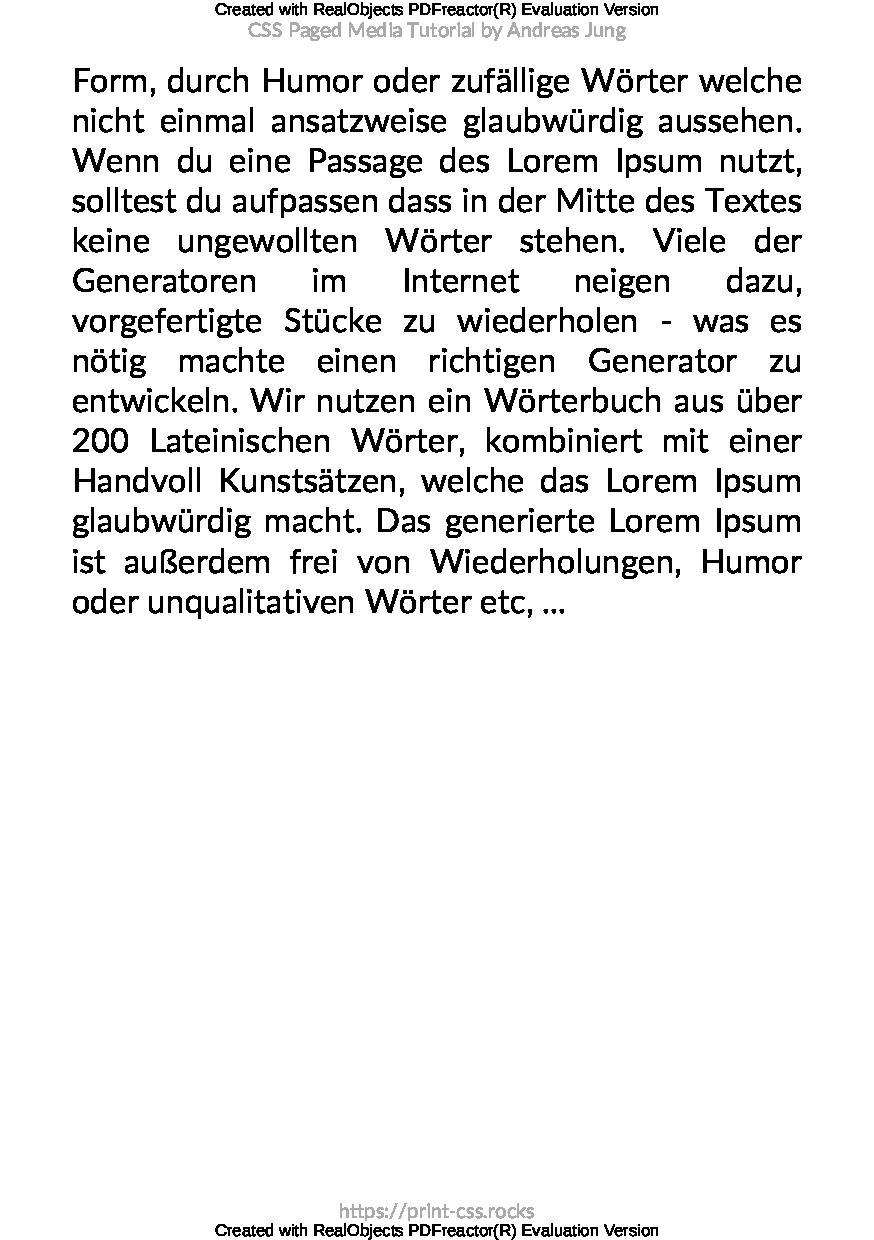 Created with RealObjects PDFreactor(R) Evaluation Version
CSS Paged Media Tutorial by Andreas Jung
Form, durch Humor oder zufällige Wörter welche
nicht einmal ansatzweise glaubwürdig aussehen.
Wenn du eine Passage des Lorem Ipsum nutzt,
solltest du aufpassen dass in der Mitte des Textes
keine ungewollten Wörter stehen. Viele der
Generatoren im Internet neigen dazu,
vorgefertigte Stücke zu wiederholen - was es
nötig machte einen richtigen Generator zu
entwickeln. Wir nutzen ein Wörterbuch aus über
200 Lateinischen Wörter, kombiniert mit einer
Handvoll Kunstsätzen, welche das Lorem Ipsum
glaubwürdig macht. Das generierte Lorem Ipsum
ist außerdem frei von Wiederholungen, Humor
oder unqualitativen Wörter etc, ...
https://print-css.rocks
Created with RealObjects PDFreactor(R) Evaluation Version